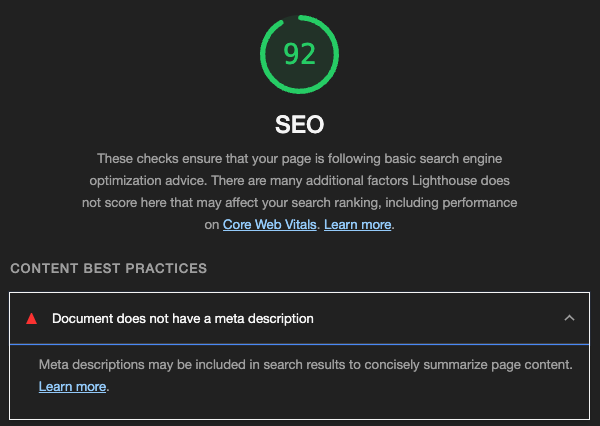 92
SEO
These checks ensure that your page is following basic search engine
optimization advice. There are many additional factors Lighthouse does
not score here that may affect your search ranking, including performance
on Core Web Vitals. Learn more.
CONTENT BEST PRACTICES
Document does not have a meta description
Meta descriptions may be included in search results to concisely summarize page content.
Learn more.